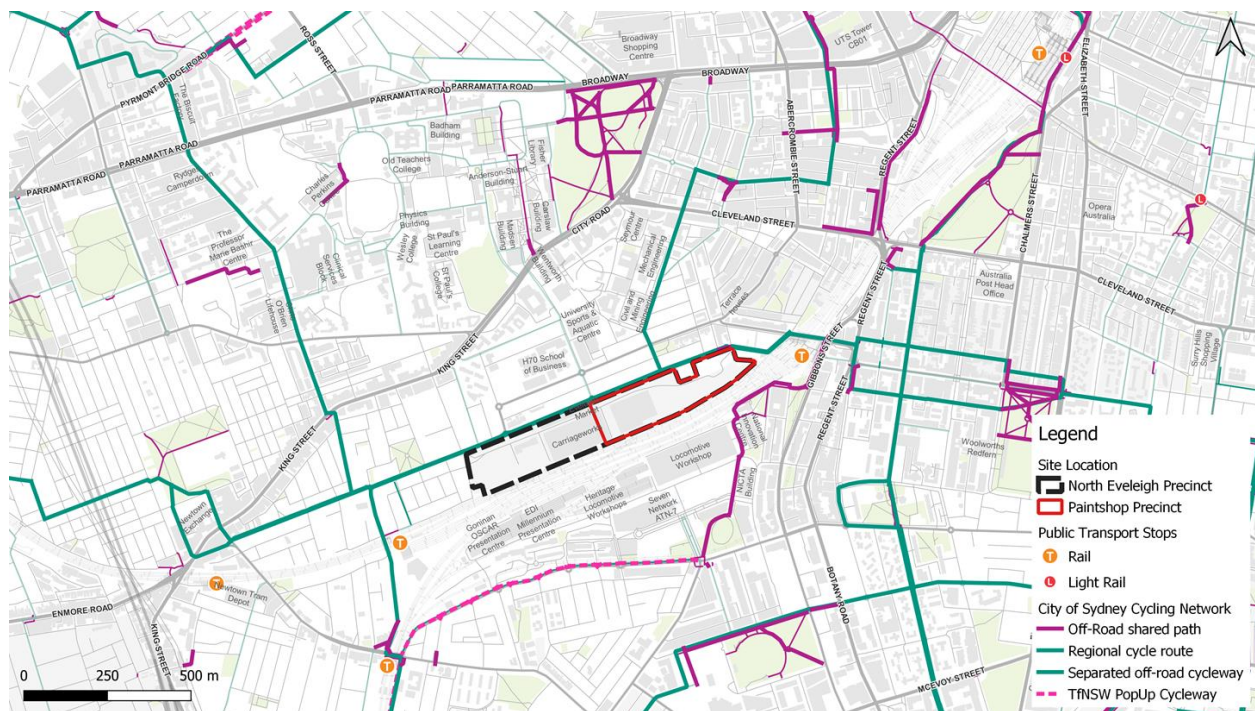 ROSS STREET
Broadway
Shopping
Centre
UTS Tower
CB01
ELIZABETH STREET
T
L
PYRMONT BRIDGE ROAD
The Biscuit
Factory
PARRAMATTA ROAD
PARRAMATTA ROAD
BROADWAY
BROADWAY
PARRAMATTA ROAD
PARRAMATTA ROAD
Badham
Building
Fisher
Library
ABERCROMBIE STREET
REGENT STREET
Rydges
Camperdown
Charles
Perkins
Old Teachers
College
Anderson-Stuart
Building
Carslaw
Building
Madsen
Building
CITY ROAD
CLEVELAND STREET
CHALMERS STREET
Opera
Australia
L
Physics
Building
Wesley
College
St Paul's
Learning
Centre
St Paul's
College
Wentworth
Building
Seymour
Centre
Mechanical
Engineering
The
Professor
Marie Bashir
Centre
Clinical
Services
Block
O'Brien
Lifehouse
Civil and
Mining
Engineering
Terrace
houses
REGENT STREET
Australia
Post Head
Office
CLEVELAND STREET
Surry Hills
Shopping
Village
University
Sports &
Aquatic
Centre
KING STREET
H70 School
of Business
T
GIBBONS STREET
REGENT STREET
KING STREET
Market
Carriageworks
National
Innovation
Centre
Locomotive
Workshop
NICTA
Building
Woolworths
Redfern
Newtown
Exchange
Goninan
OSCAR
Presentation
Centre
EDI
Millennium
Presentation
Centre
Heritage
Locomotive
Workshops
Seven
Network
ATN-7
T
T
Newtown Tram
Depot
ENMORE ROAD
KING STREET
BOTANY ROAD
T
MCEVOY STREET
0 250 500 m
Legend
Site Location
North Eveleigh Precinct
Paintshop Precinct
Public Transport Stops
T Rail
L Light Rail
City of Sydney Cycling Network
Off-Road shared path
Regional cycle route
Separated off-road cycleway
TfNSW PopUp Cycleway